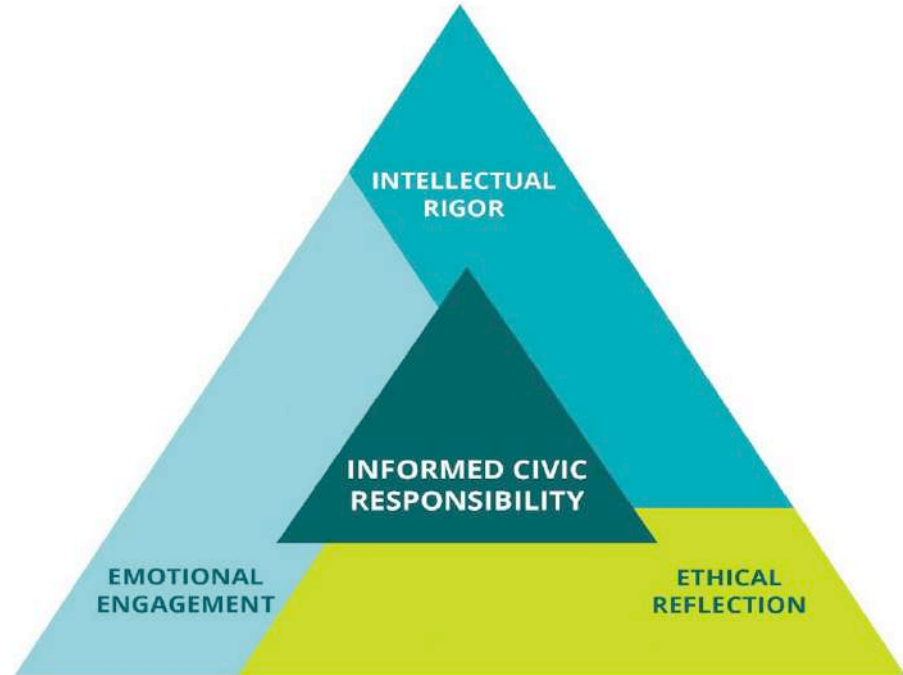 INTELLECTUAL
RIGOR
INFORMED CIVIC
RESPONSIBILITY
EMOTIONAL
ENGAGEMENT
ETHICAL
REFLECTION